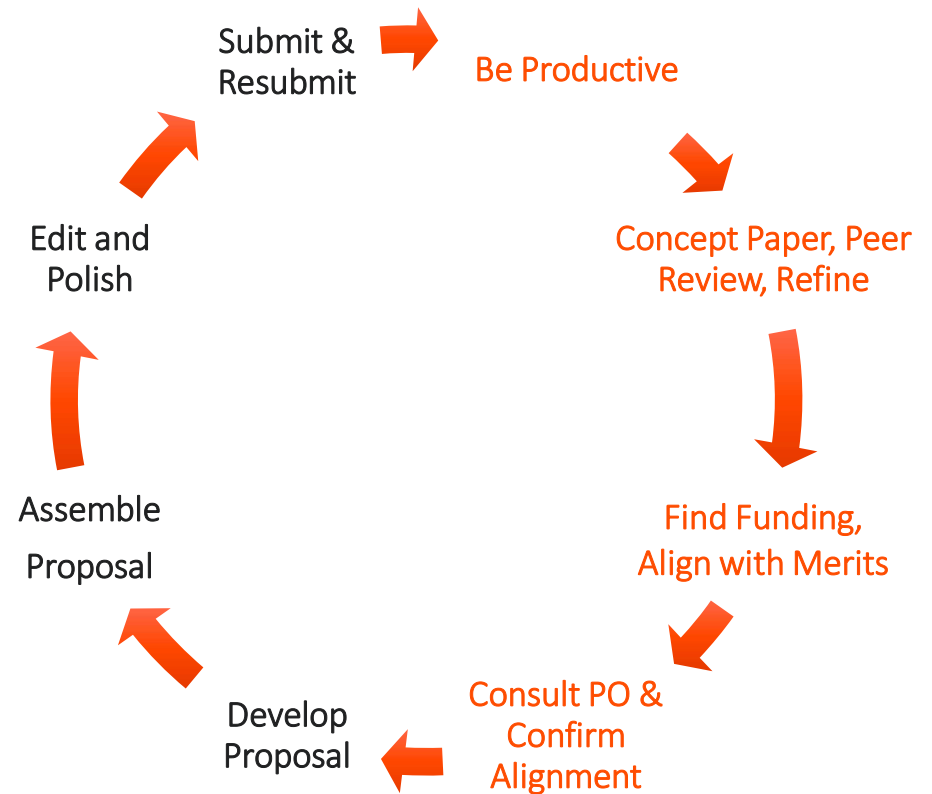 Submit &
Resubmit
Be Productive
Concept Paper, Peer
Review, Refine
Find Funding,
Align with Merits
Consult PO &
Confirm
Alignment
Develop
Proposal
Assemble
Proposal
Edit and
Polish